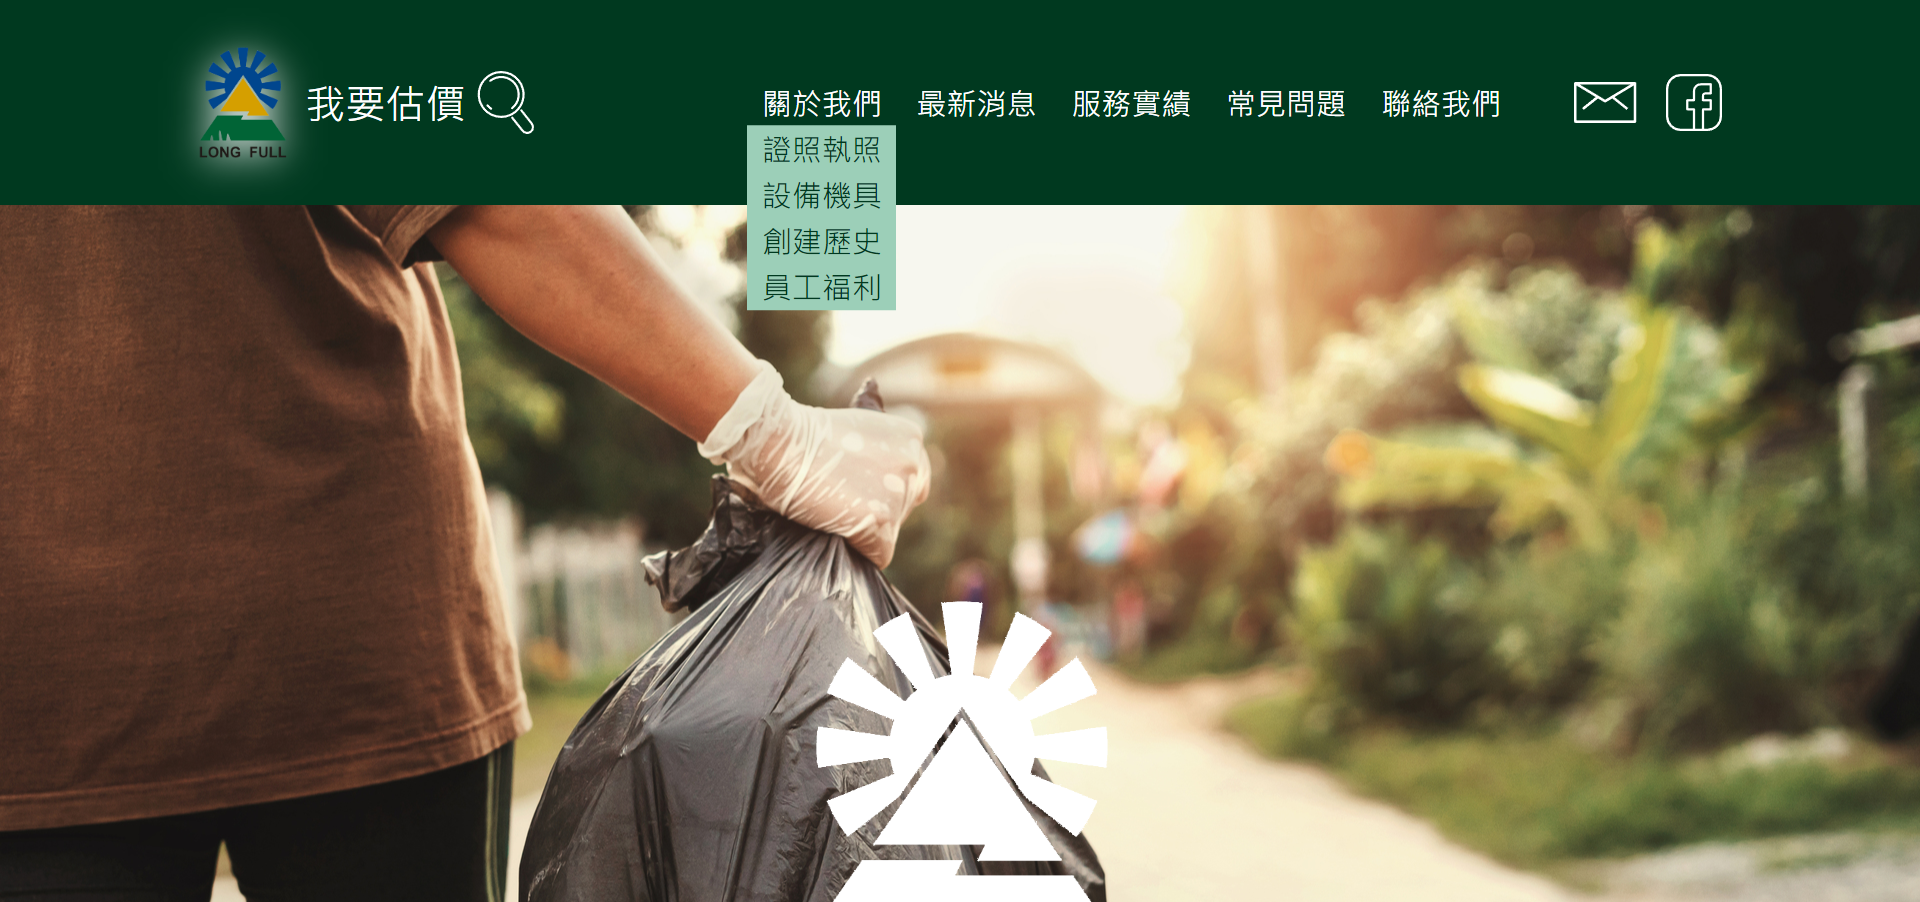 LONG FULL
我要估價
關於我們 最新消息 服務實績 常見問題 聯絡我們
證照執照
設備機具
創建歷史
員工福利